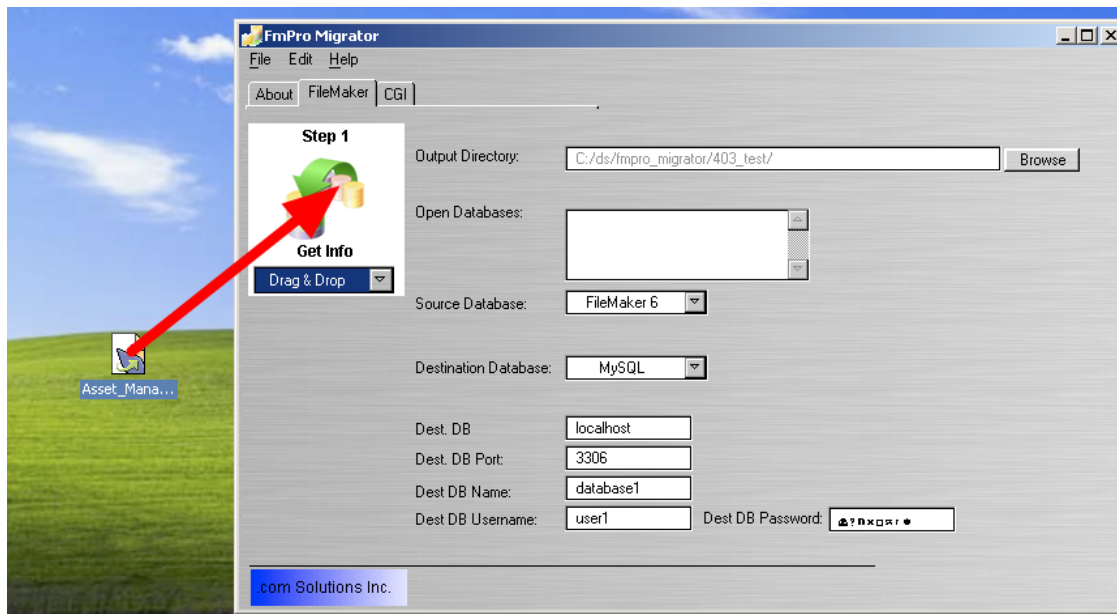 FmPro Migrator
File Edit Help
About FileMaker CGI
Step 1
Get Info
Drag & Drop
Output Directory: C:/ds/fmpro_migrator/403_test/ Browse
Open Databases:
Source Database: FileMaker 6
Destination Database: MySQL
Dest. DB localhost
Dest. DB Port: 3306
Dest DB Name: database1
Dest DB Username: user1 Dest DB Password:
Asset_Mana...
.com Solutions Inc.